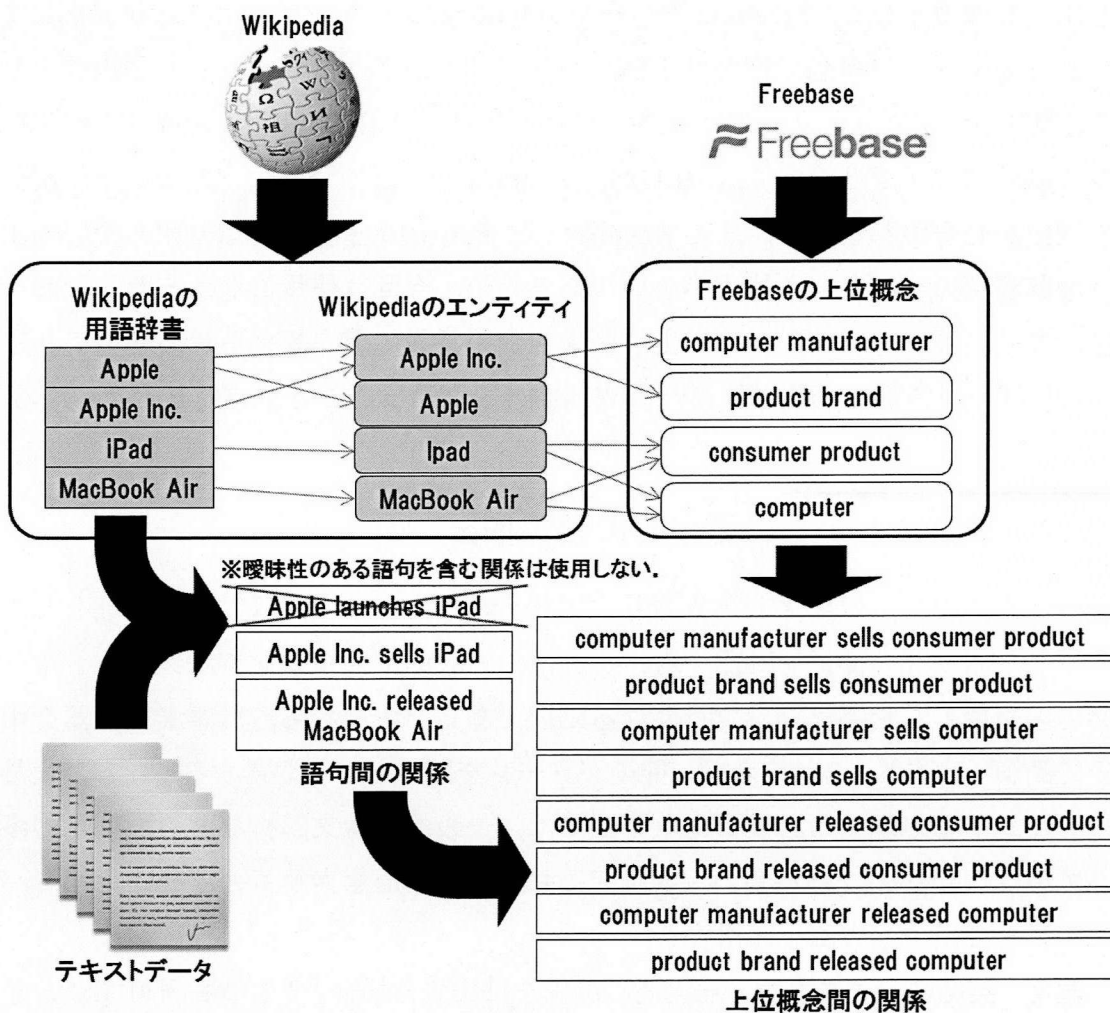 Wikipedia
Freebase
Freebase
Wikipediaの
用語辞書
Apple
Apple Inc.
iPad
MacBook Air
Wikipediaのエンティティ
Apple Inc.
Apple
Ipad
MacBook Air
Freebaseの上位概念
computer manufacturer
product brand
consumer product
computer
※曖昧性のある語句を含む関係は使用しない.
Apple launches iPad
Apple Inc. sells iPad
Apple Inc. released
MacBook Air
語句間の関係
テキストデータ
computer manufacturer sells consumer product
product brand sells consumer product
computer manufacturer sells computer
product brand sells computer
computer manufacturer released consumer product
product brand released consumer product
computer manufacturer released computer
product brand released computer
上位概念間の関係